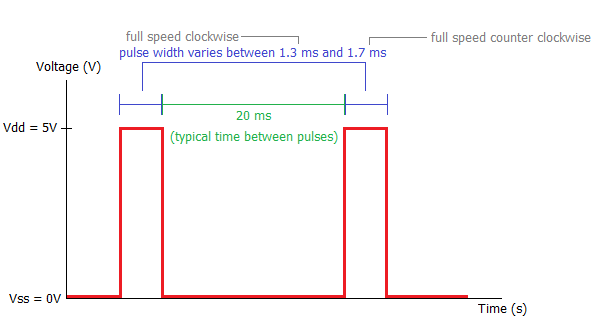 full speed clockwise
full speed counter clockwise
pulse width varies between 1.3 ms and 1.7 ms
Voltage (V)
20 ms
Vdd = 5V
(typical time between pulses)
Vss = 0V
Time (s)